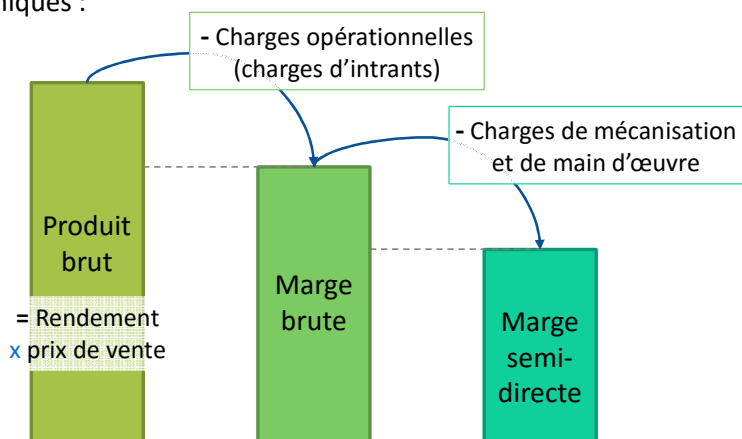 - Charges opérationnelles
(charges d'intrants)
- Charges de mécanisation
et de main d'œuvre
Produit
brut
= Rendement
x prix de vente
Marge
brute
Marge
semi-
directe